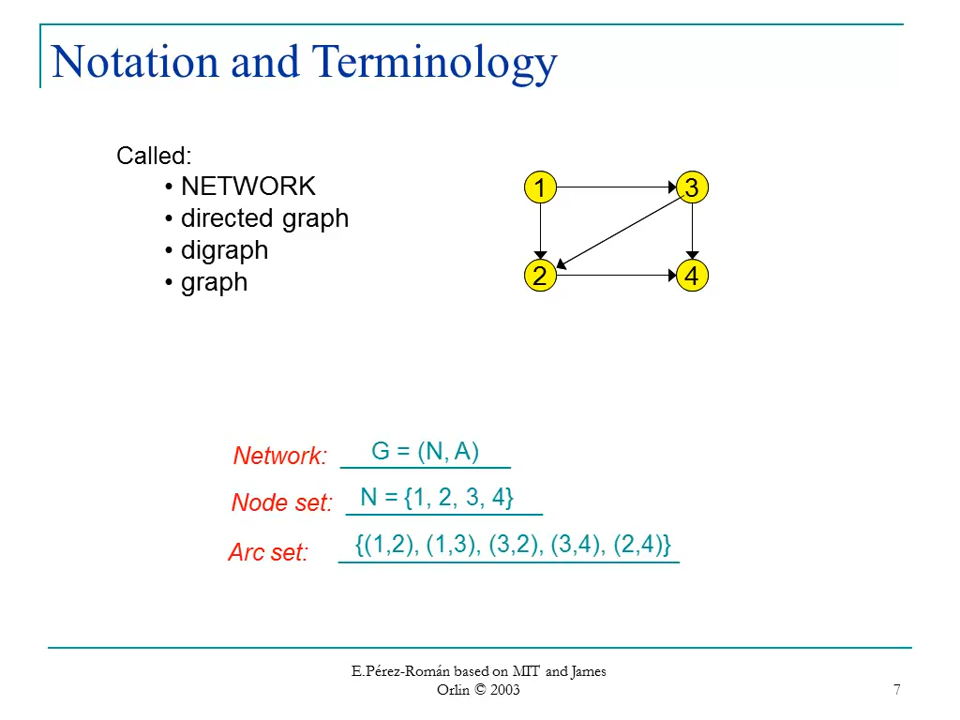 Notation and Terminology
Called:
• NETWORK
• directed graph
• digraph
• graph
1
3
2
4
Network: G = (N, A)
Node set: N = {1, 2, 3, 4}
Arc set: {(1,2), (1,3), (3,2), (3,4), (2,4)}
E.Pérez-Román based on MIT and James
Orlin © 2003
7